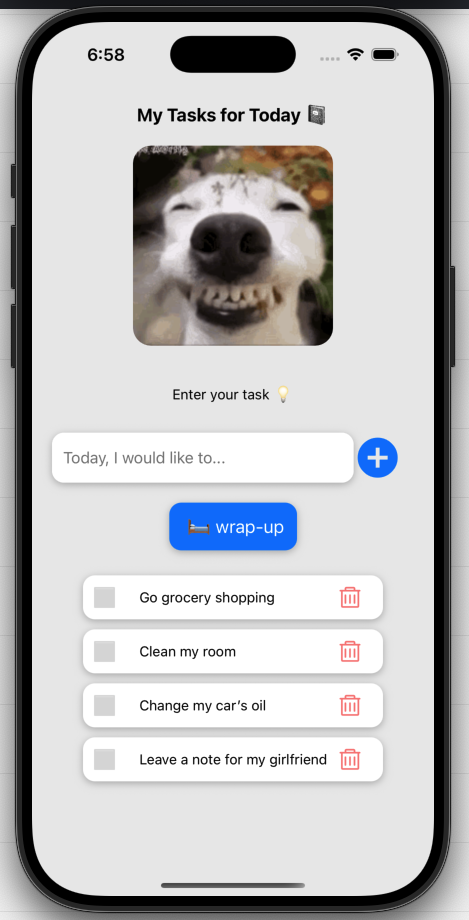 6:58
My Tasks for Today 📓
Enter your task 💡
Today, I would like to...
🛏️ wrap-up
Go grocery shopping
Clean my room
Change my car’s oil
Leave a note for my girlfriend